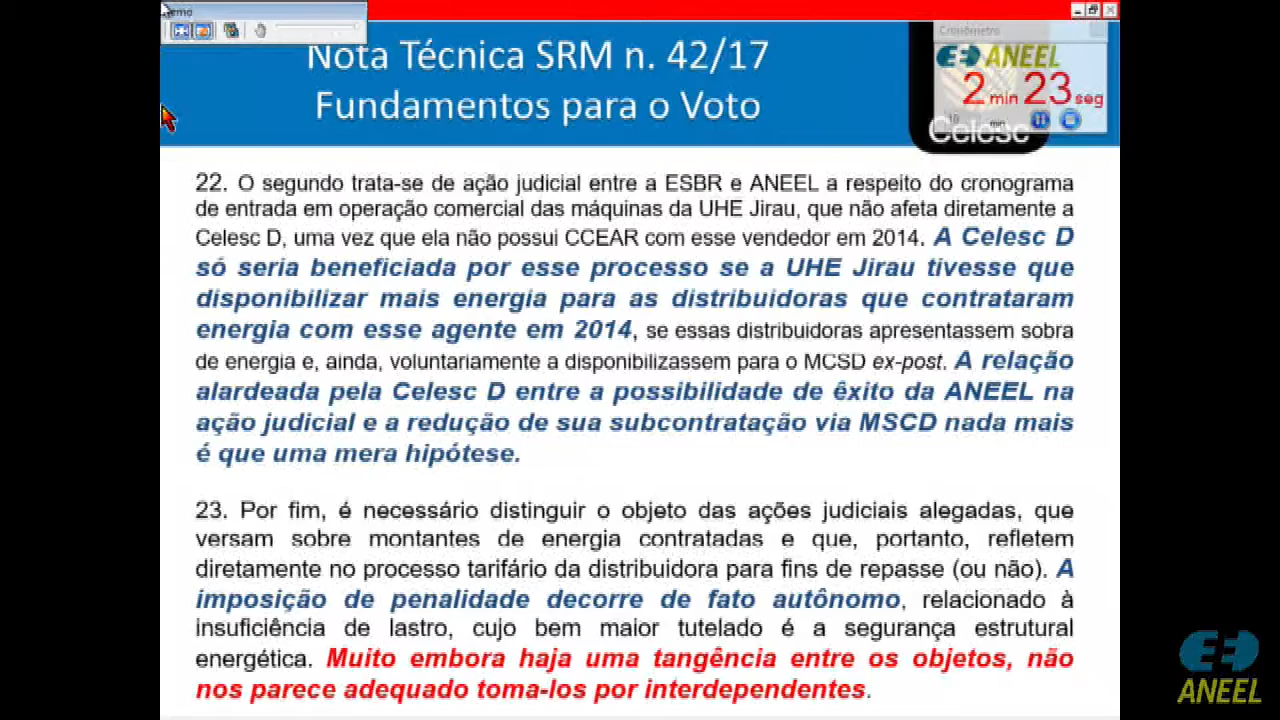 emo
Nota Técnica SRM n. 42/17
Fundamentos para o Voto
Cronômetro
ANEEL
2 min 23 seg
10 min
Celesc
22. O segundo trata-se de ação judicial entre a ESBR e ANEEL a respeito do cronograma
de entrada em operação comercial das máquinas da UHE Jirau, que não afeta diretamente a
Celesc D, uma vez que ela não possui CCEAR com esse vendedor em 2014. A Celesc D
só seria beneficiada por esse processo se a UHE Jirau tivesse que
disponibilizar mais energia para as distribuidoras que contrataram
energia com esse agente em 2014, se essas distribuidoras apresentassem sobra
de energia e, ainda, voluntariamente a disponibilizassem para o MCSD ex-post. A relação
alardeada pela Celesc D entre a possibilidade de êxito da ANEEL na
ação judicial e a redução de sua subcontratação via MSCD nada mais
é que uma mera hipótese.
23. Por fim, é necessário distinguir o objeto das ações judiciais alegadas, que
versam sobre montantes de energia contratadas e que, portanto, refletem
diretamente no processo tarifário da distribuidora para fins de repasse (ou não). A
imposição de penalidade decorre de fato autônomo, relacionado à
insuficiência de lastro, cujo bem maior tutelado é a segurança estrutural
energética. Muito embora haja uma tangência entre os objetos, não
nos parece adequado toma-los por interdependentes.
ANEEL